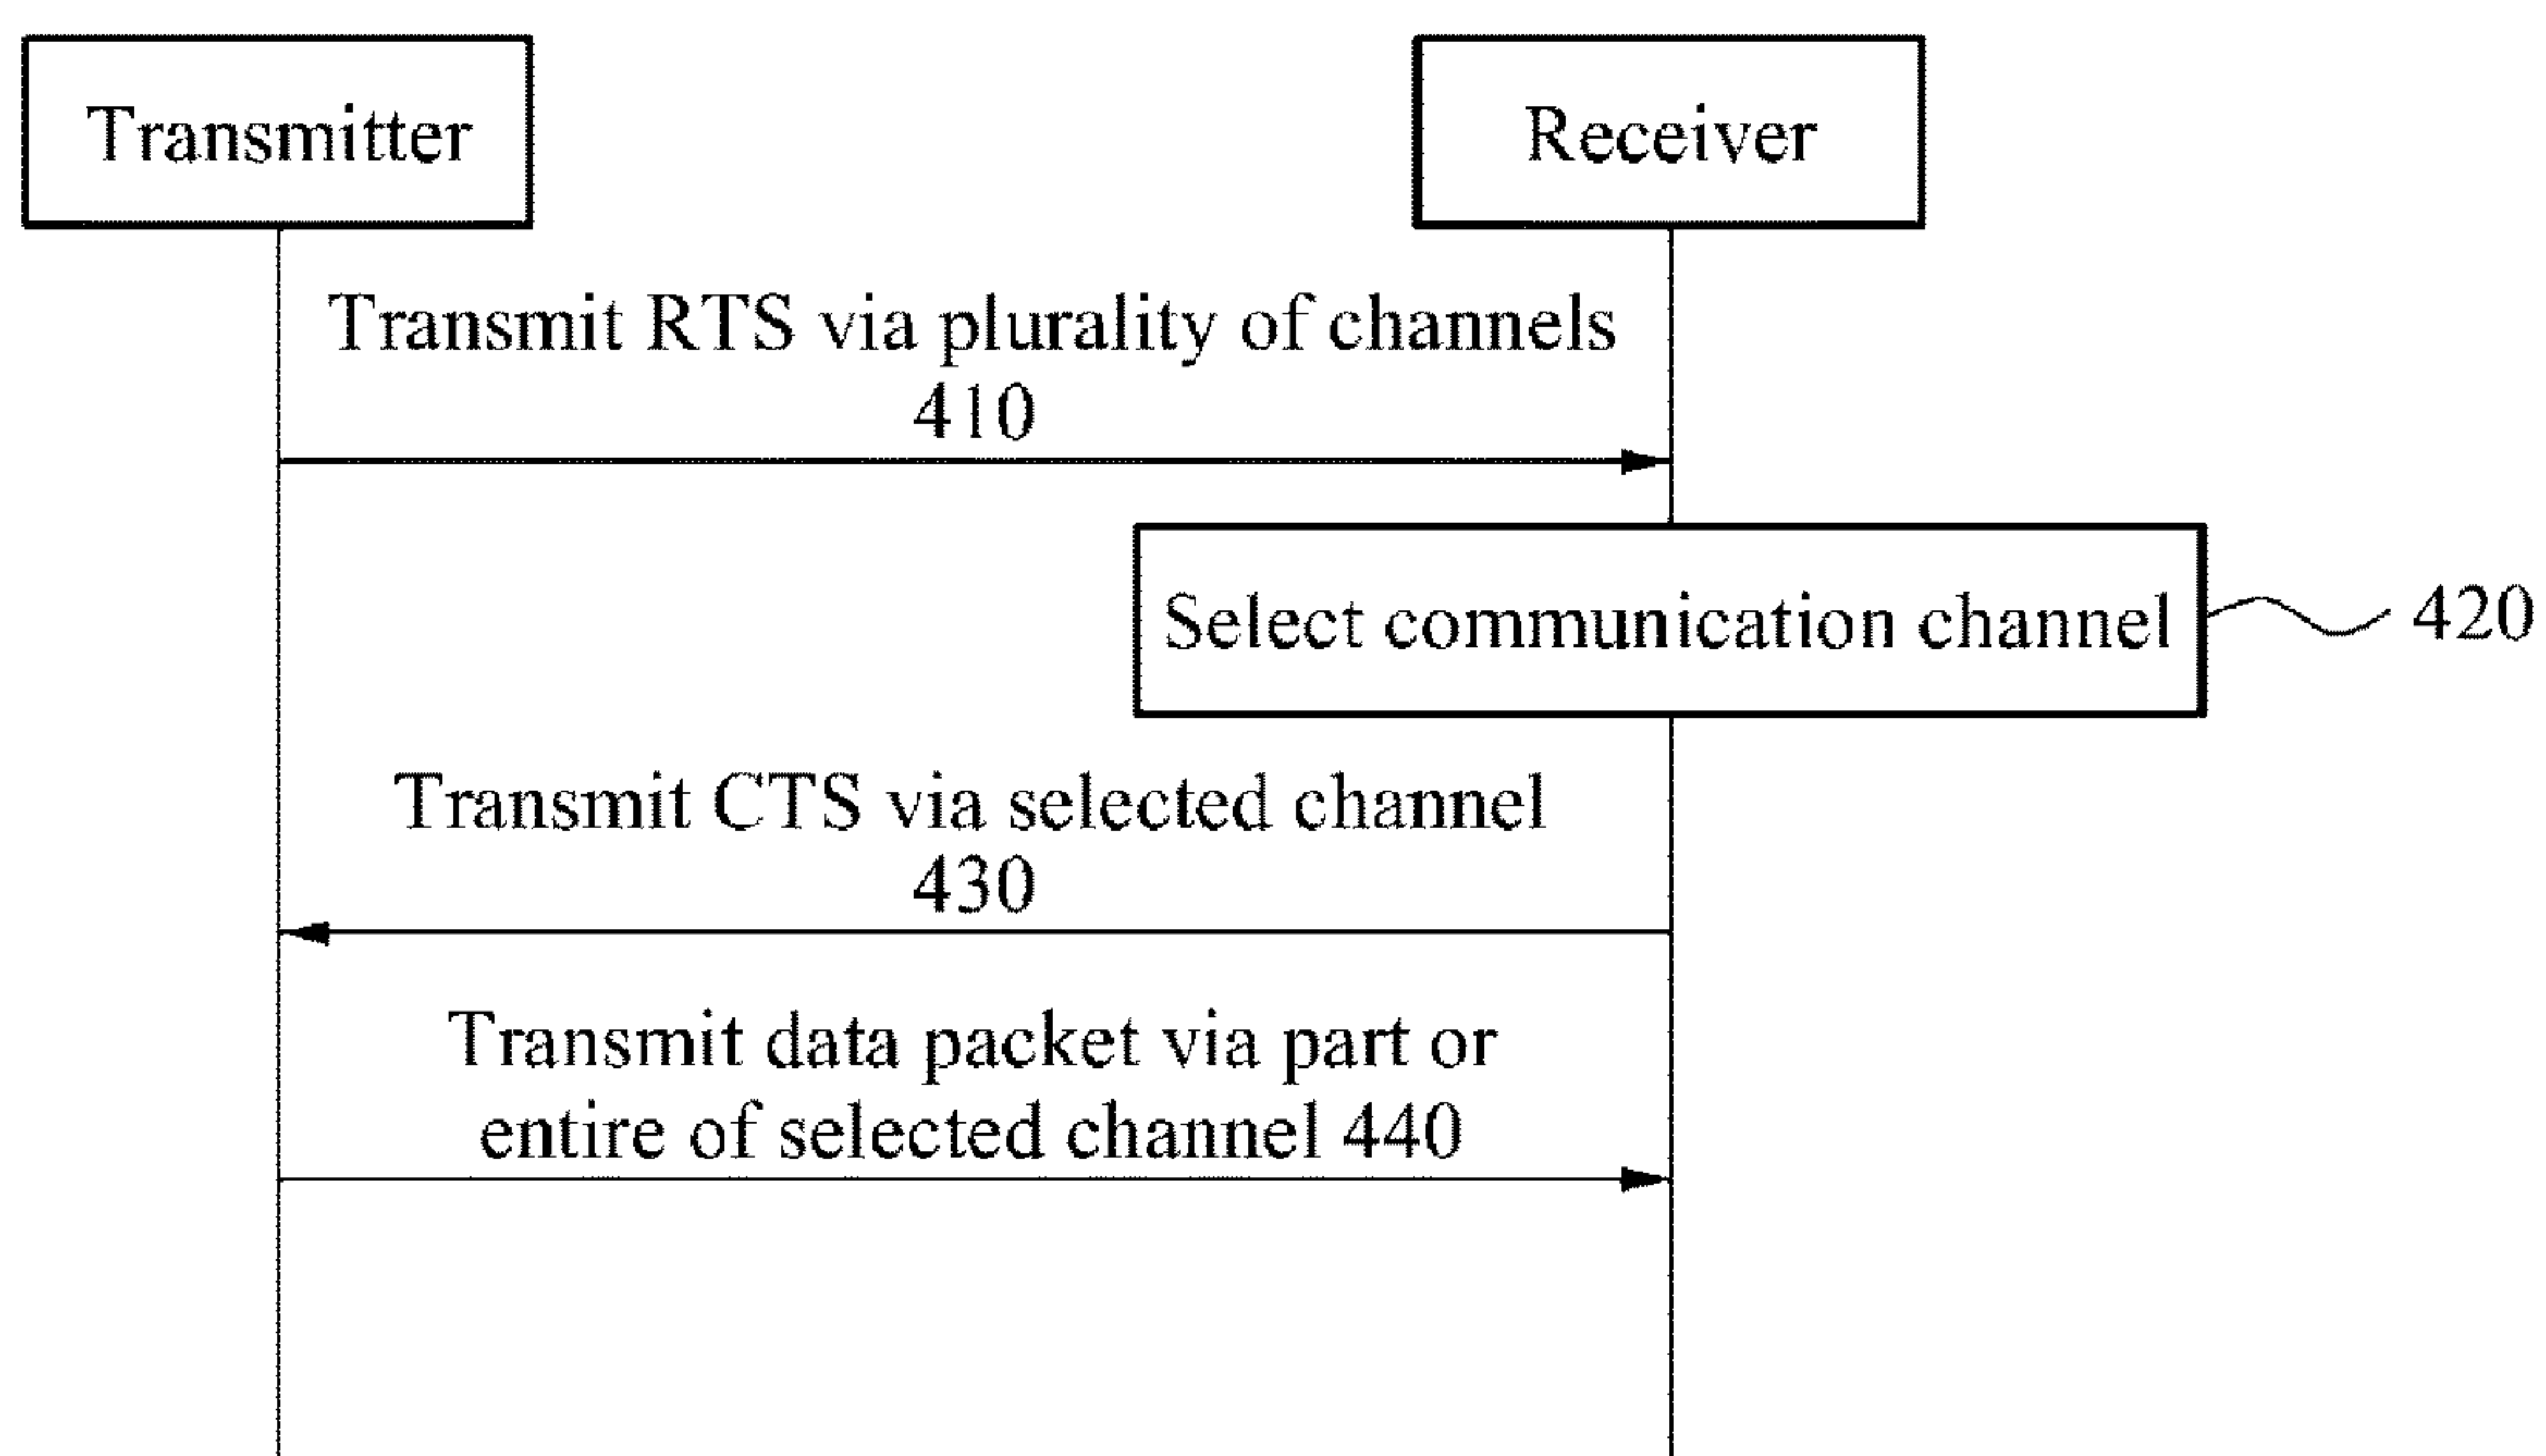 Transmitter
Receiver
Transmit RTS via plurality of channels
410
Select communication channel
420
Transmit CTS via selected channel
430
Transmit data packet via part or
entire of selected channel 440